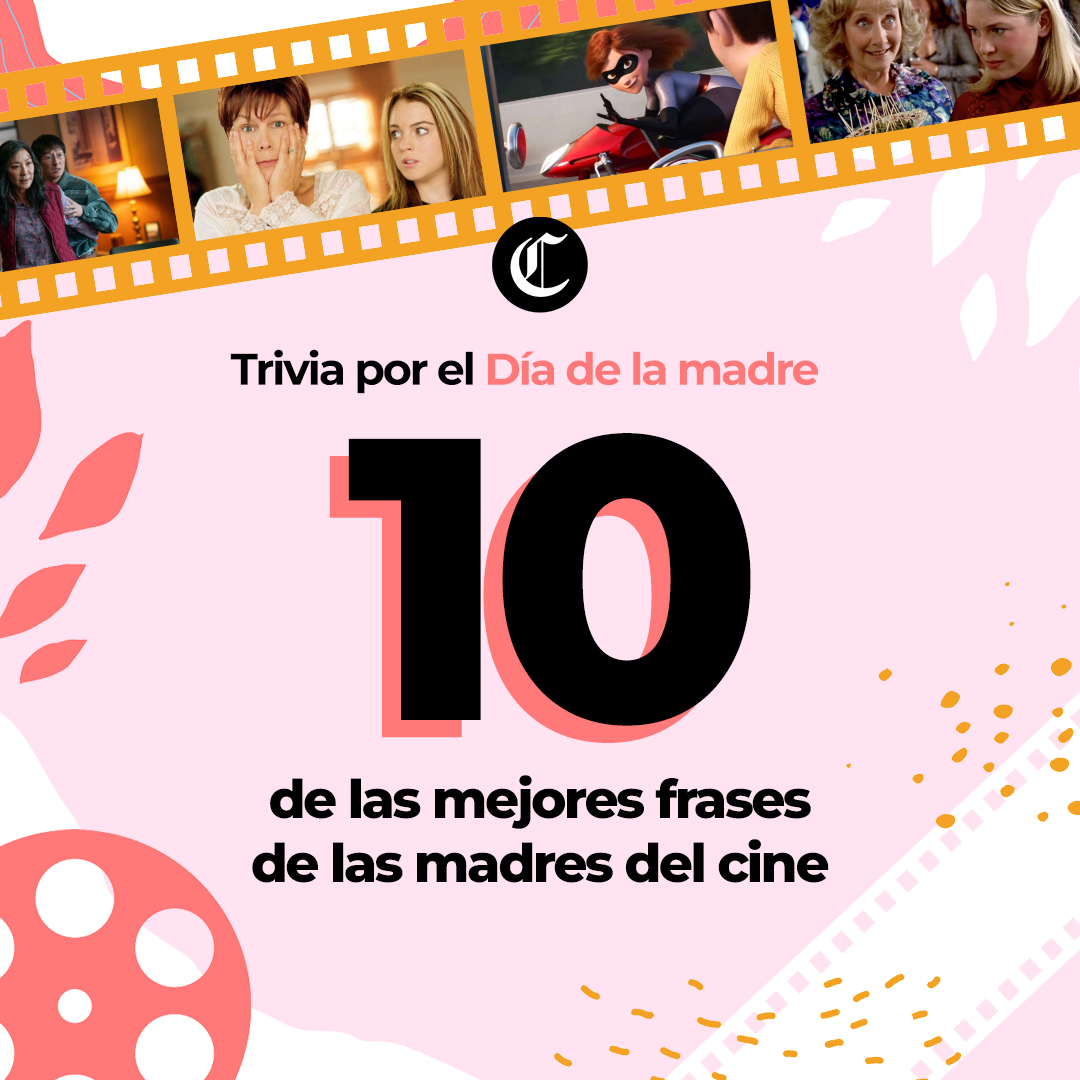 C
Trivia por el Día de la madre
10
de las mejores frases
de las madres del cine